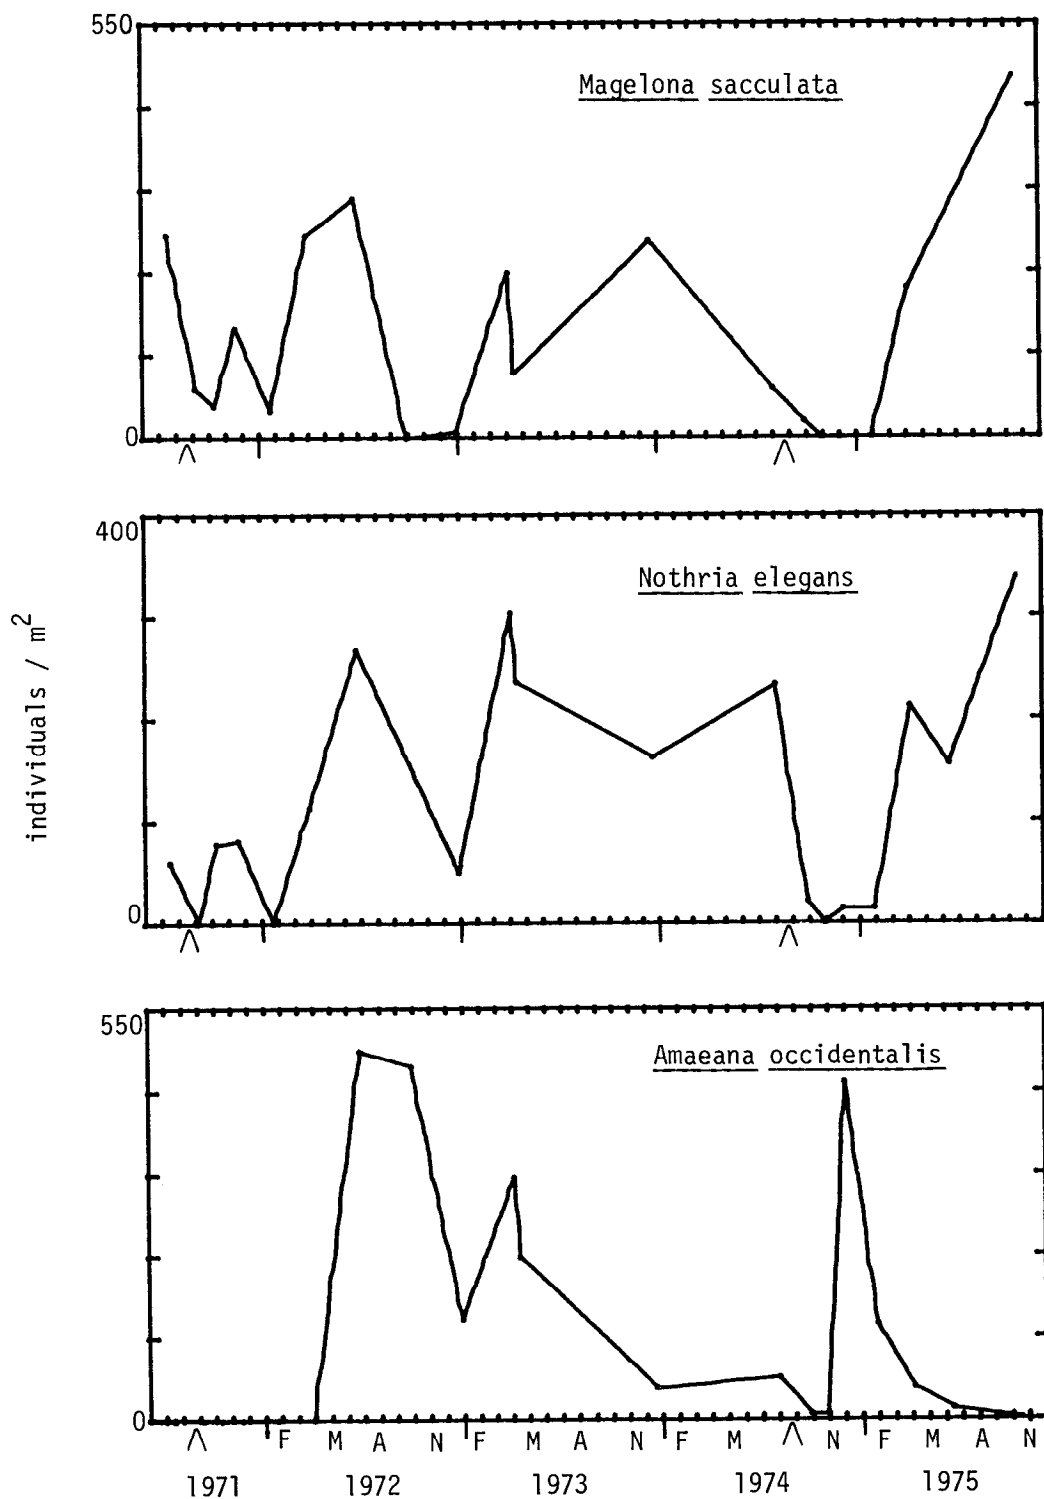 550
Magelona sacculata
0
400
Nothria elegans
individuals / m²
0
550
Amaeana occidentalis
0
F M A N F M A N F M N F M A N
1971 1972 1973 1974 1975